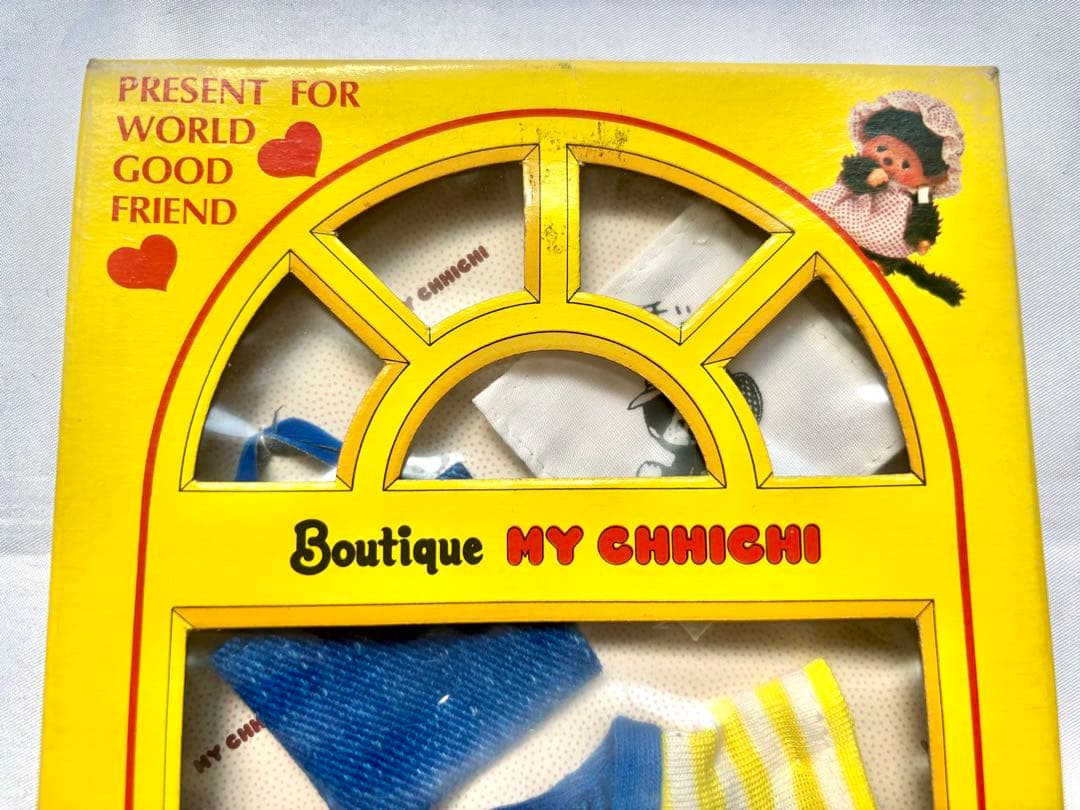 PRESENT FOR
WORLD
GOOD
FRIEND
MY CHHICHI
Boutique MY CHHICHI
MY CHH